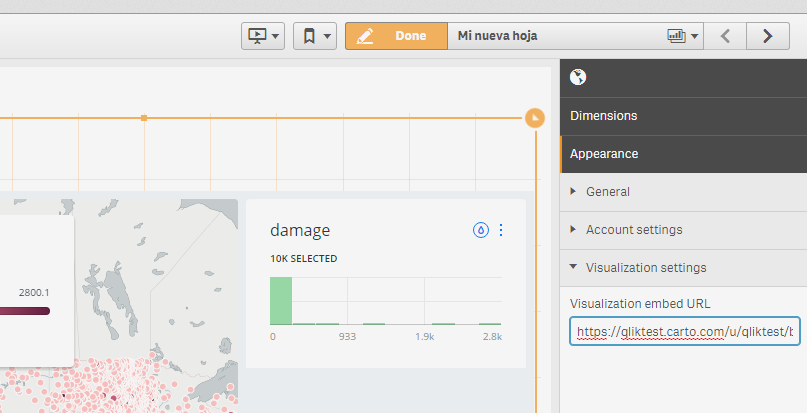 Done
Mi nueva hoja
Dimensions
Appearance
General
Account settings
Visualization settings
Visualization embed URL
https://qliktest.carto.com/u/qliktest/b
damage
10K SELECTED
0 933 1.9k 2.8k
2800.1